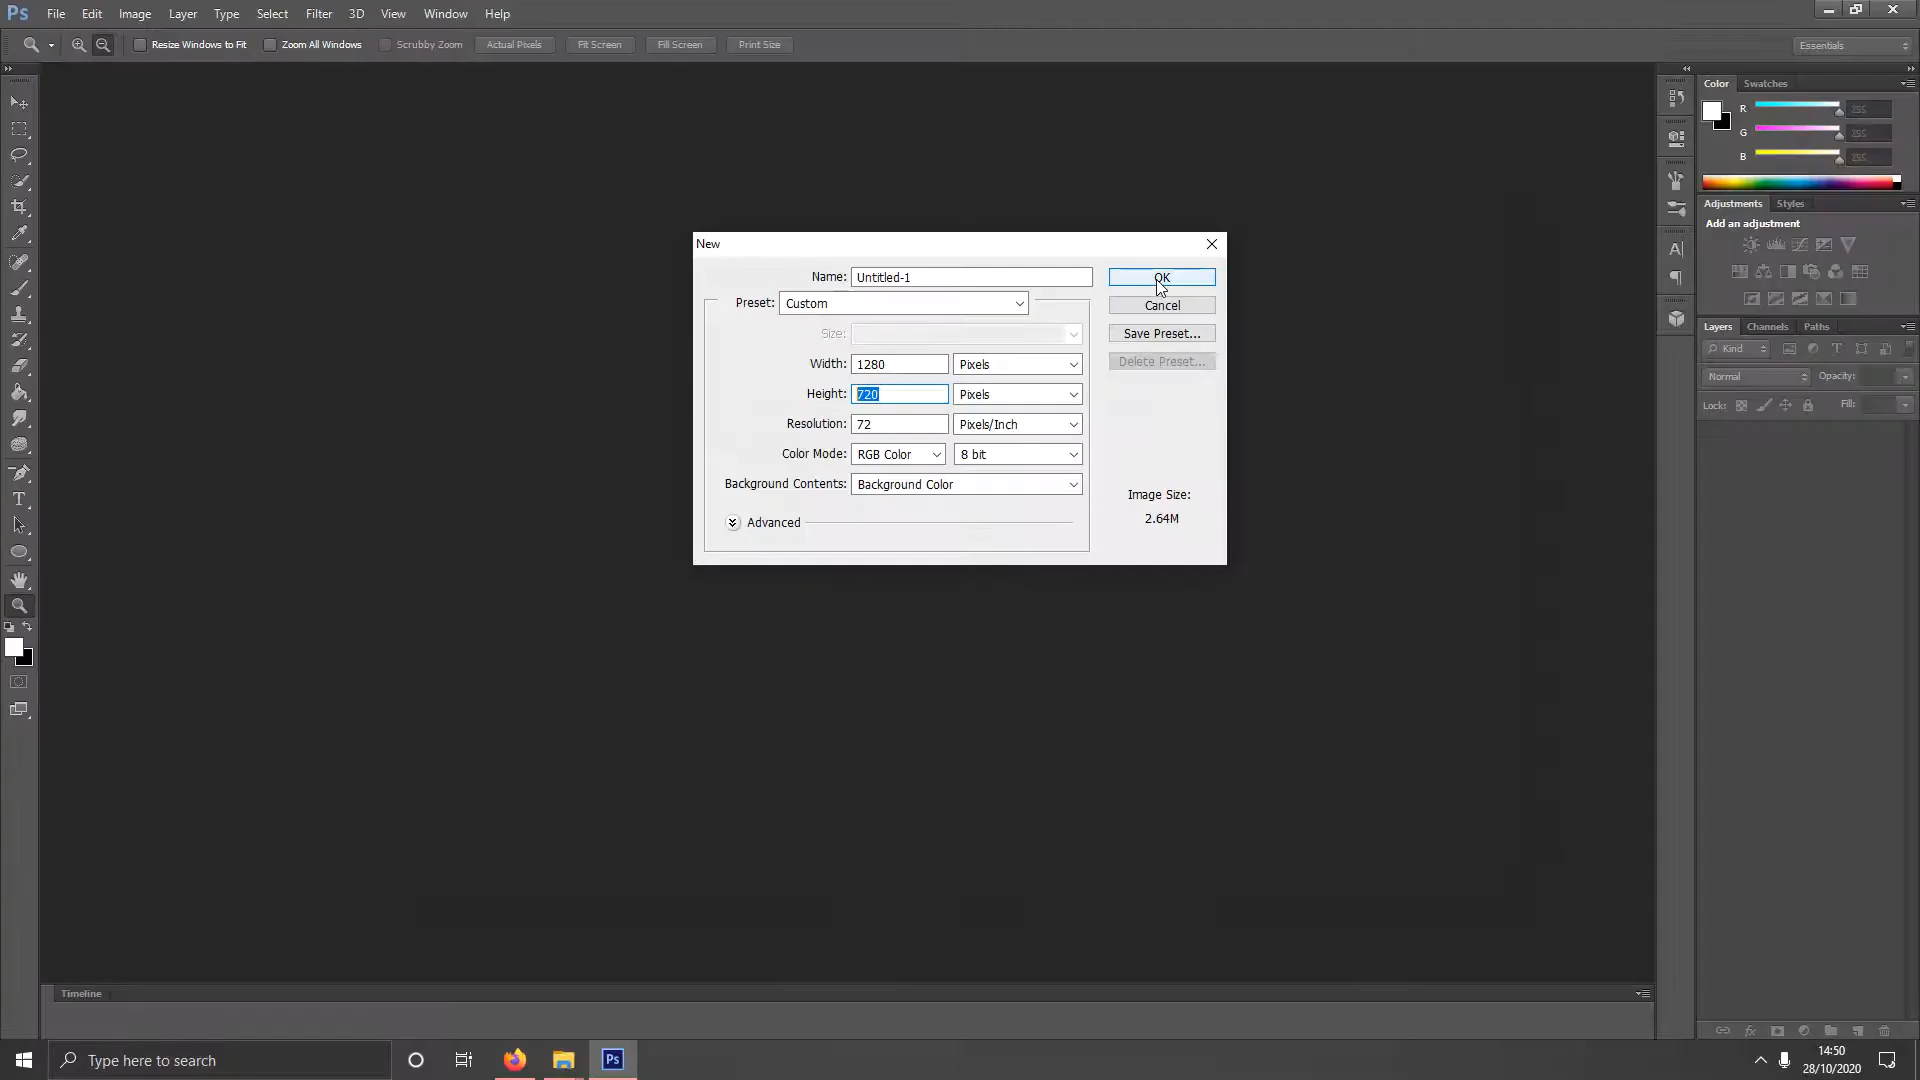 Ps File Edit Image Layer Type Select Filter 3D View Window Help
Resize Windows to Fit Zoom All Windows Scrubby Zoom Actual Pixels Fit Screen Fill Screen Print Size Essentials
Color Swatches
R 255
G 255
B 255
Adjustments Styles
Add an adjustment
Layers Channels Paths
Kind
Normal Opacity:
Lock: Fill:
New
Name: Untitled-1 OK
Preset: Custom Cancel
Size: Save Preset...
Width: 1280 Pixels Delete Preset...
Height: 720 Pixels
Resolution: 72 Pixels/Inch
Color Mode: RGB Color 8 bit
Background Contents: Background Color
Image Size:
2.64M
Advanced
Timeline
Type here to search
Ps
14:50
28/10/2020